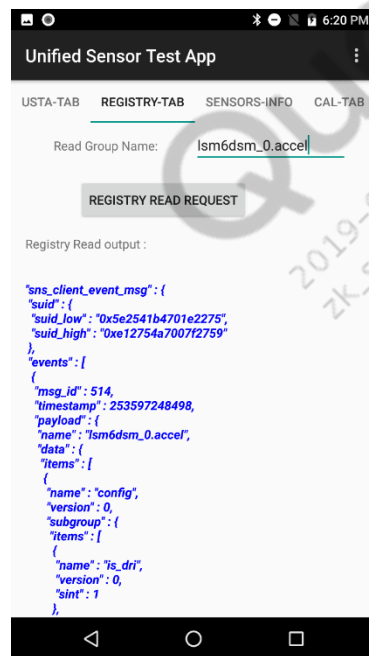 6:20 PM
Unified Sensor Test App
USTA-TAB REGISTRY-TAB SENSORS-INFO CAL-TAB
Read Group Name: lsm6dsm_0.accel
REGISTRY READ REQUEST
Registry Read output :
"sns_client_event_msg" : {
"suid" : {
"suid_low" : "0x5e2541b4701e2275",
"suid_high" : "0xe12754a7007f2759"
},
"events" : [
{
"msg_id" : 514,
"timestamp" : 253597248498,
"payload" : {
"name" : "lsm6dsm_0.accel",
"data" : {
"items" : [
{
"name" : "config",
"version" : 0,
"subgroup" : {
"items" : [
{
"name" : "is_dri",
"version" : 0,
"sint" : 1
},